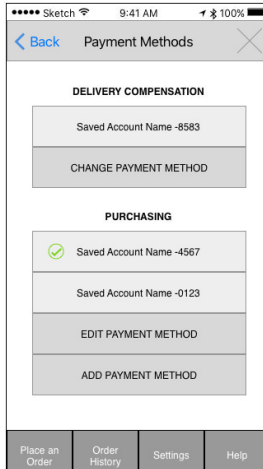 Sketch 9:41 AM 100%
Back Payment Methods
DELIVERY COMPENSATION
Saved Account Name -8583
CHANGE PAYMENT METHOD
PURCHASING
Saved Account Name -4567
Saved Account Name -0123
EDIT PAYMENT METHOD
ADD PAYMENT METHOD
Place an Order
Order History
Settings
Help